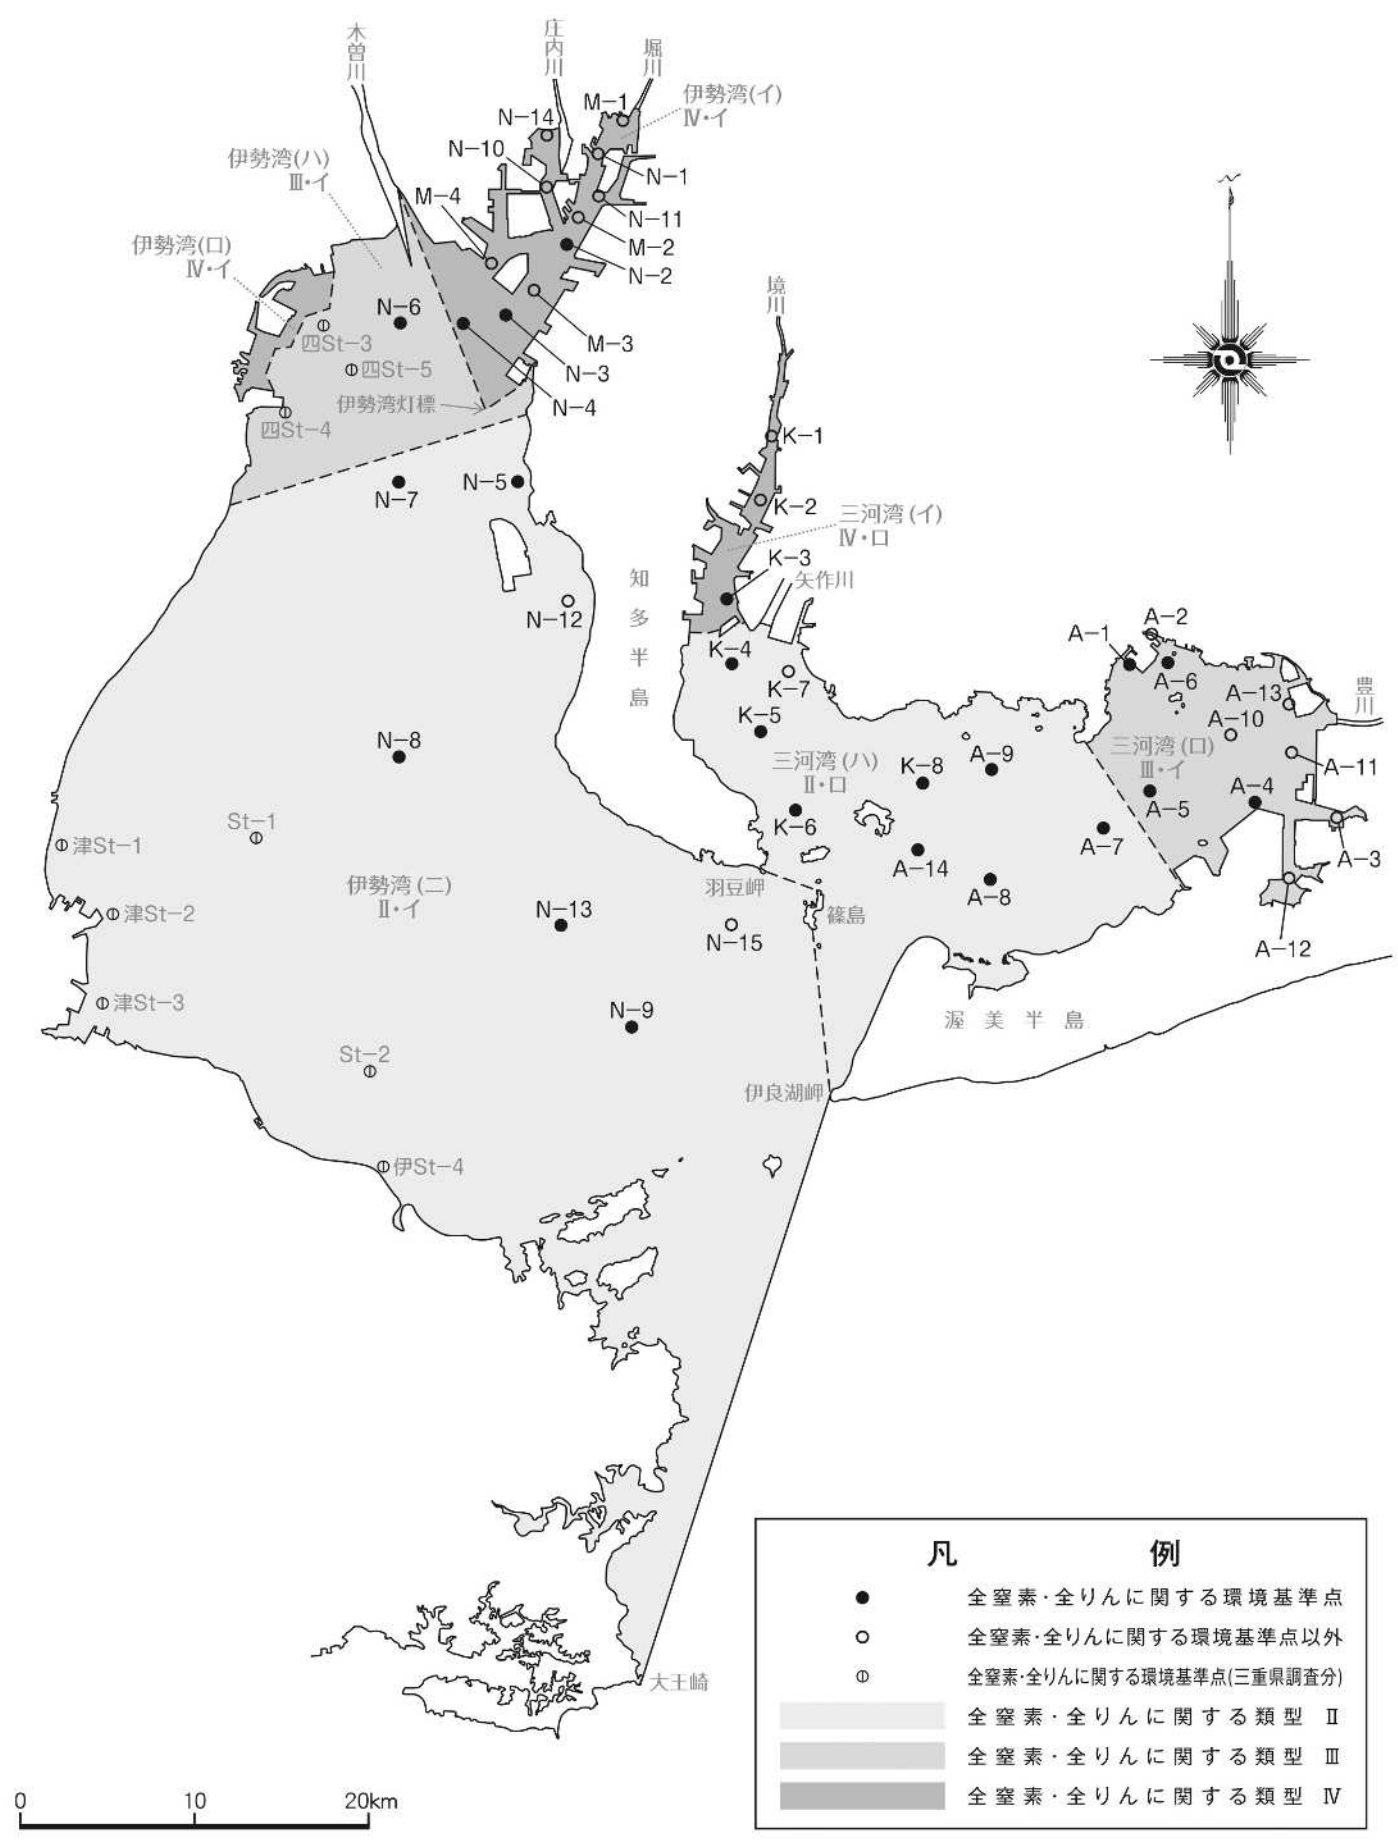 木曽川
庄内川
堀川
伊勢湾(イ)
Ⅳ・イ
M−1
N−14
N−10
N−1
伊勢湾(ハ)
Ⅲ・イ
M−4
N−11
M−2
N−2
伊勢湾(ロ)
Ⅳ・イ
N−6
四St−3
M−3
四St−5
N−3
伊勢湾灯標
N−4
四St−4
境川
K−1
N−7
N−5
K−2
三河湾(イ)
Ⅳ・ロ
K−3
矢作川
知多半島
N−12
K−4
K−7
K−5
A−1
A−2
A−6
A−13
豊川
A−10
三河湾(ロ)
Ⅲ・イ
A−11
N−8
三河湾(ハ)
Ⅱ・ロ
K−8
A−9
A−5
A−4
K−6
A−7
St−1
津St−1
A−14
A−3
A−8
伊勢湾(ニ)
Ⅱ・イ
羽豆岬
津St−2
N−13
篠島
N−15
A−12
津St−3
N−9
渥美半島
St−2
伊良湖岬
伊St−4
大王崎
凡例
全窒素・全りんに関する環境基準点
全窒素・全りんに関する環境基準点以外
全窒素・全りんに関する環境基準点(三重県調査分)
全窒素・全りんに関する類型 Ⅱ
全窒素・全りんに関する類型 Ⅲ
全窒素・全りんに関する類型 Ⅳ
0 10 20km